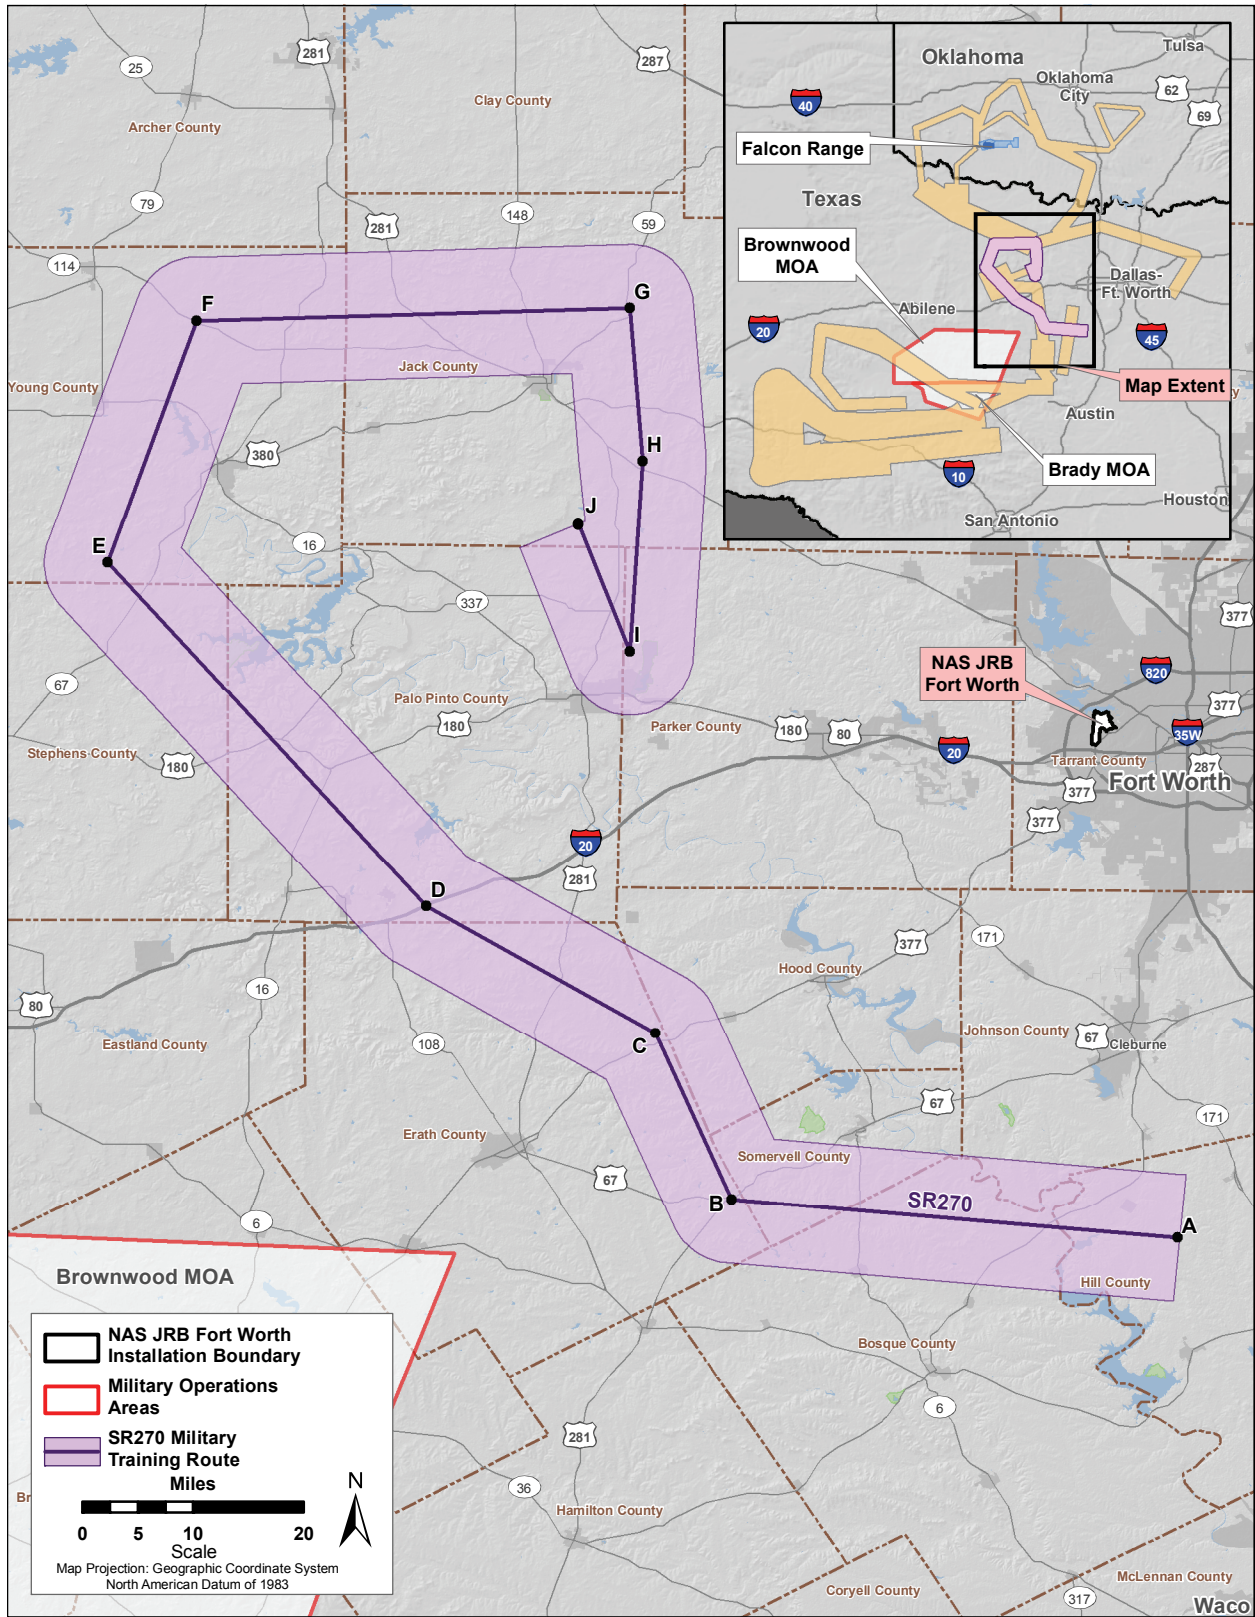 281
25
287
Clay County
Archer County
79
148
59
281
114
F
G
Jack County
Young County
380
H
J
E
16
337
I
67
Palo Pinto County
180
Parker County
180
80
Stephens County
180
20
20
281
D
NAS JRB
Fort Worth
377
820
377
35W
Tarrant County
287
377
Fort Worth
377
377
171
Hood County
80
16
C
108
Johnson County
67
Cleburne
Eastland County
67
171
Erath County
Somervell County
67
B
SR270
A
6
Hill County
Brownwood MOA
Bosque County
6
281
36
Hamilton County
Br
Coryell County
McLennan County
317
Waco
Oklahoma
Tulsa
Oklahoma
City
62
40
69
Falcon Range
Texas
Brownwood
MOA
Dallas-
Ft. Worth
Abilene
20
45
Map Extent
y
Austin
Brady MOA
10
Houston
San Antonio
NAS JRB Fort Worth
Installation Boundary
Military Operations
Areas
SR270 Military
Training Route
Miles
N
0 5 10 20
Scale
Map Projection: Geographic Coordinate System
North American Datum of 1983